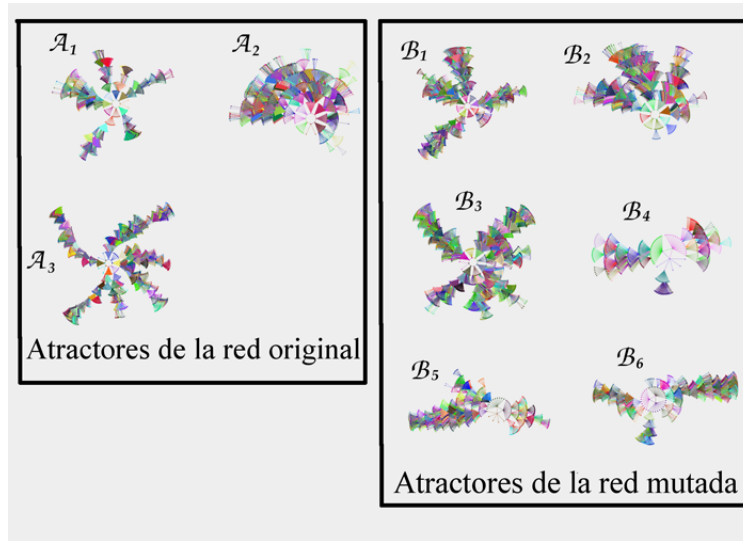 𝒜₁ 𝒜₂
𝒜₃
Atractores de la red original
ℬ₁ ℬ₂
ℬ₃ ℬ₄
ℬ₅ ℬ₆
Atractores de la red mutada